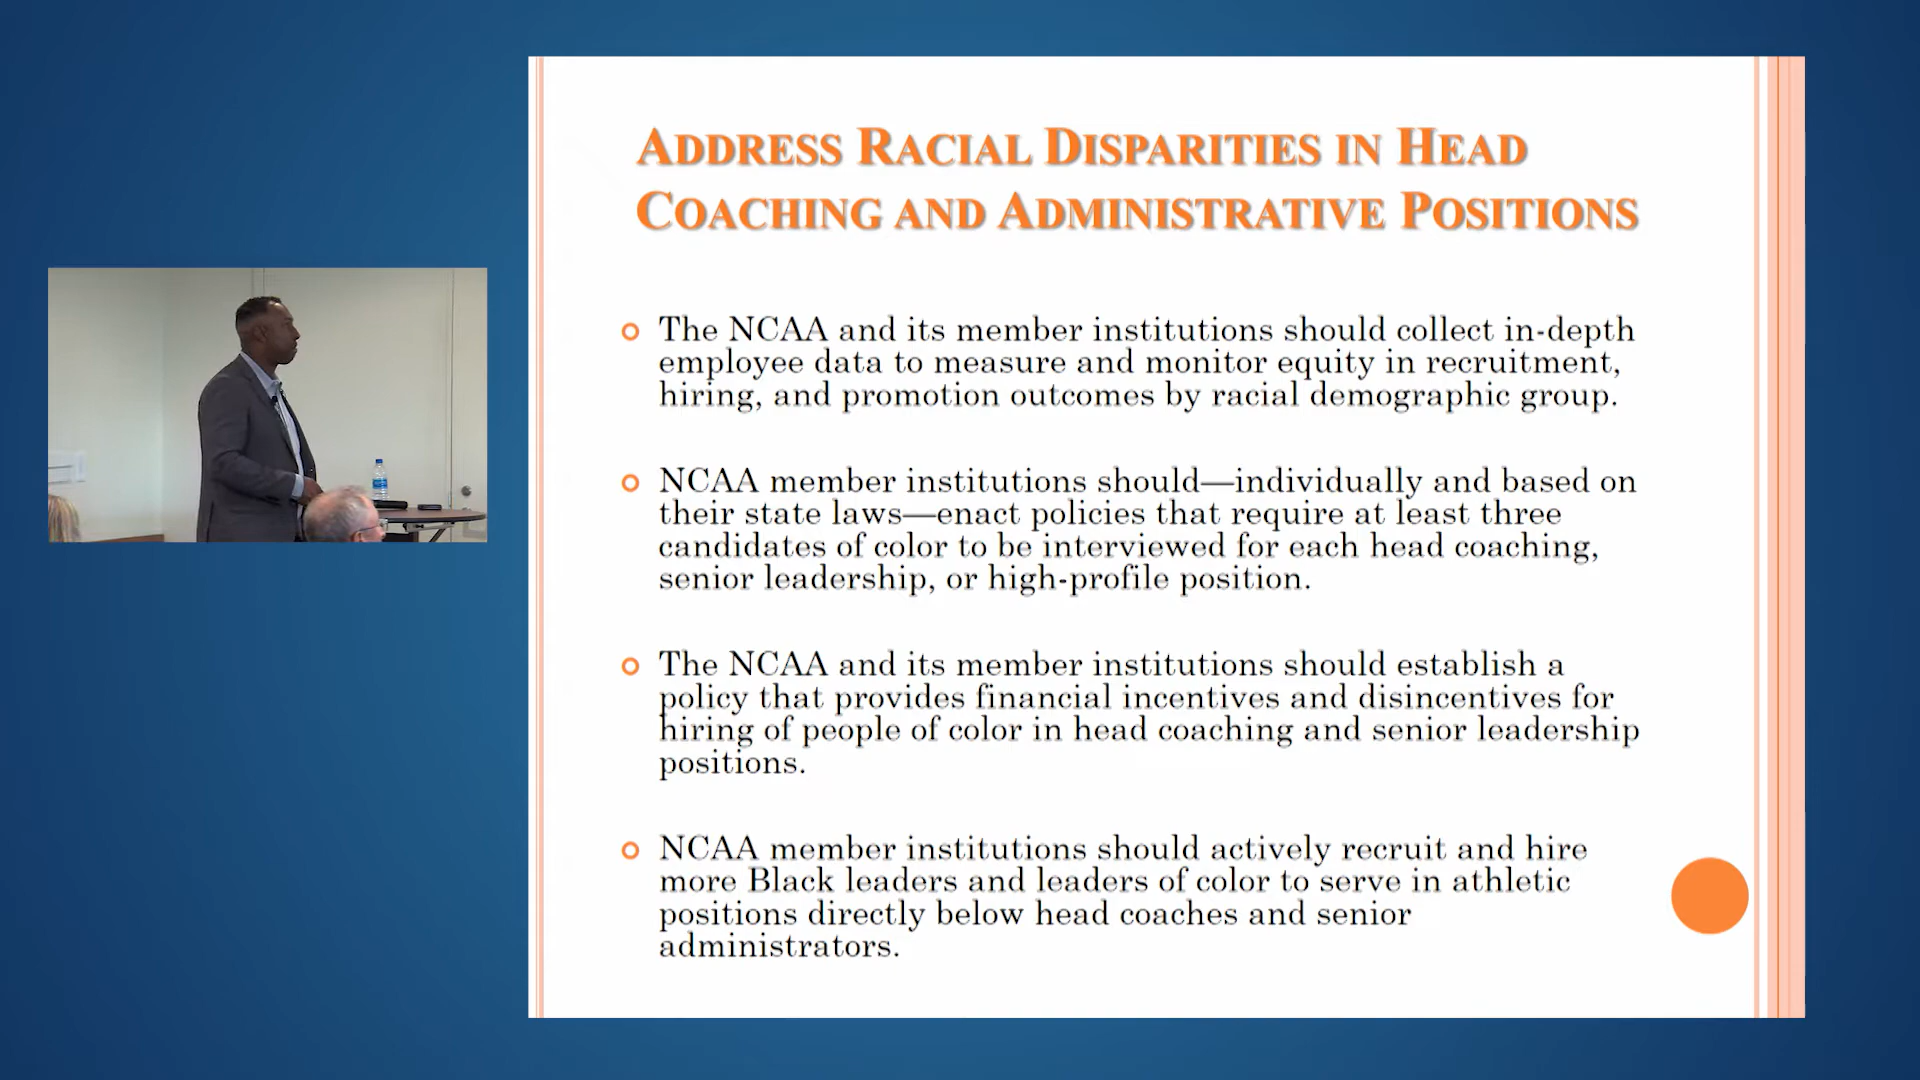 ADDRESS RACIAL DISPARITIES IN HEAD
COACHING AND ADMINISTRATIVE POSITIONS
The NCAA and its member institutions should collect in-depth
employee data to measure and monitor equity in recruitment,
hiring, and promotion outcomes by racial demographic group.
NCAA member institutions should—individually and based on
their state laws—enact policies that require at least three
candidates of color to be interviewed for each head coaching,
senior leadership, or high-profile position.
The NCAA and its member institutions should establish a
policy that provides financial incentives and disincentives for
hiring of people of color in head coaching and senior leadership
positions.
NCAA member institutions should actively recruit and hire
more Black leaders and leaders of color to serve in athletic
positions directly below head coaches and senior
administrators.